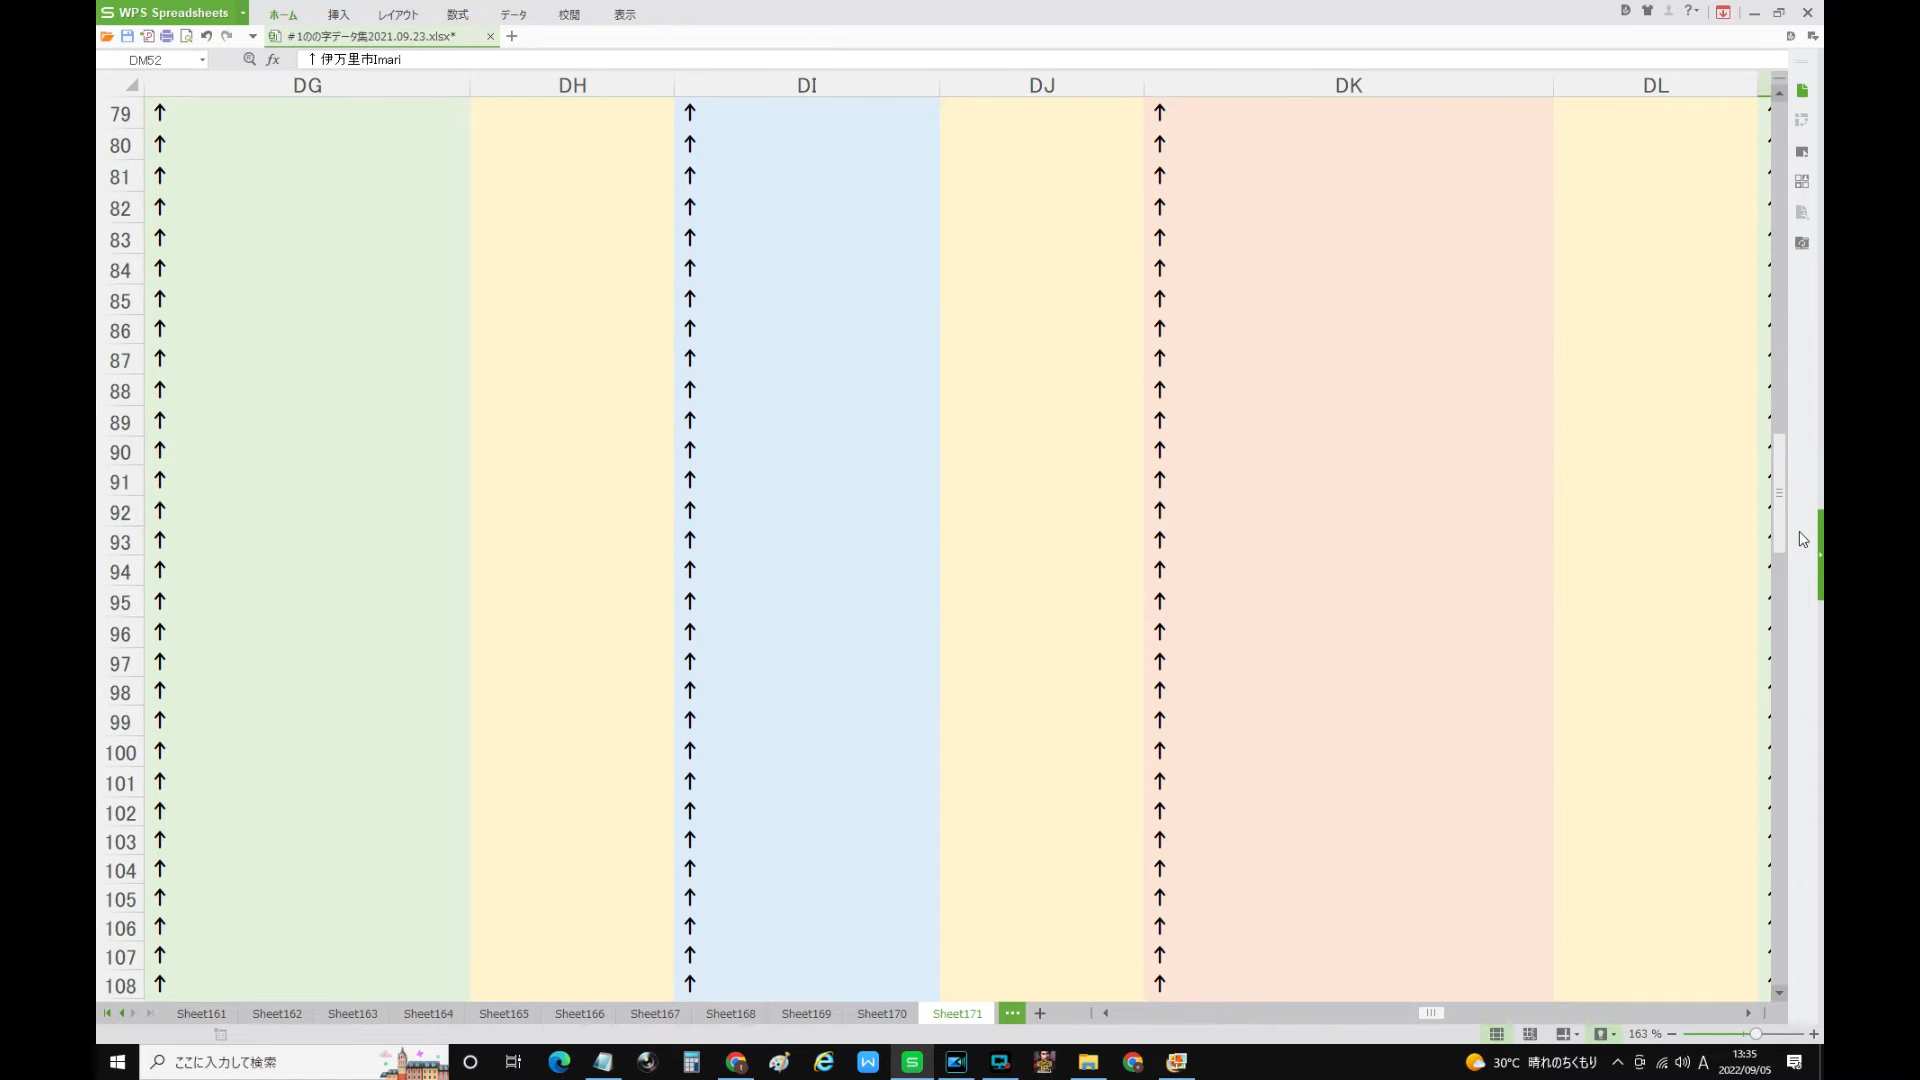 WPS Spreadsheets ホーム 挿入 レイアウト 数式 データ 校閲 表示
#1のの字データ集2021.09.23.xlsx*
DM52 fx ↑伊万里市Imari
DG DH DI DJ DK DL
79 ↑ ↑ ↑
80 ↑ ↑ ↑
81 ↑ ↑ ↑
82 ↑ ↑ ↑
83 ↑ ↑ ↑
84 ↑ ↑ ↑
85 ↑ ↑ ↑
86 ↑ ↑ ↑
87 ↑ ↑ ↑
88 ↑ ↑ ↑
89 ↑ ↑ ↑
90 ↑ ↑ ↑
91 ↑ ↑ ↑
92 ↑ ↑ ↑
93 ↑ ↑ ↑
94 ↑ ↑ ↑
95 ↑ ↑ ↑
96 ↑ ↑ ↑
97 ↑ ↑ ↑
98 ↑ ↑ ↑
99 ↑ ↑ ↑
100 ↑ ↑ ↑
101 ↑ ↑ ↑
102 ↑ ↑ ↑
103 ↑ ↑ ↑
104 ↑ ↑ ↑
105 ↑ ↑ ↑
106 ↑ ↑ ↑
107 ↑ ↑ ↑
108 ↑ ↑ ↑
Sheet161 Sheet162 Sheet163 Sheet164 Sheet165 Sheet166 Sheet167 Sheet168 Sheet169 Sheet170 Sheet171
163 %
ここに入力して検索 30°C 晴れのちくもり A 13:35
2022/09/05